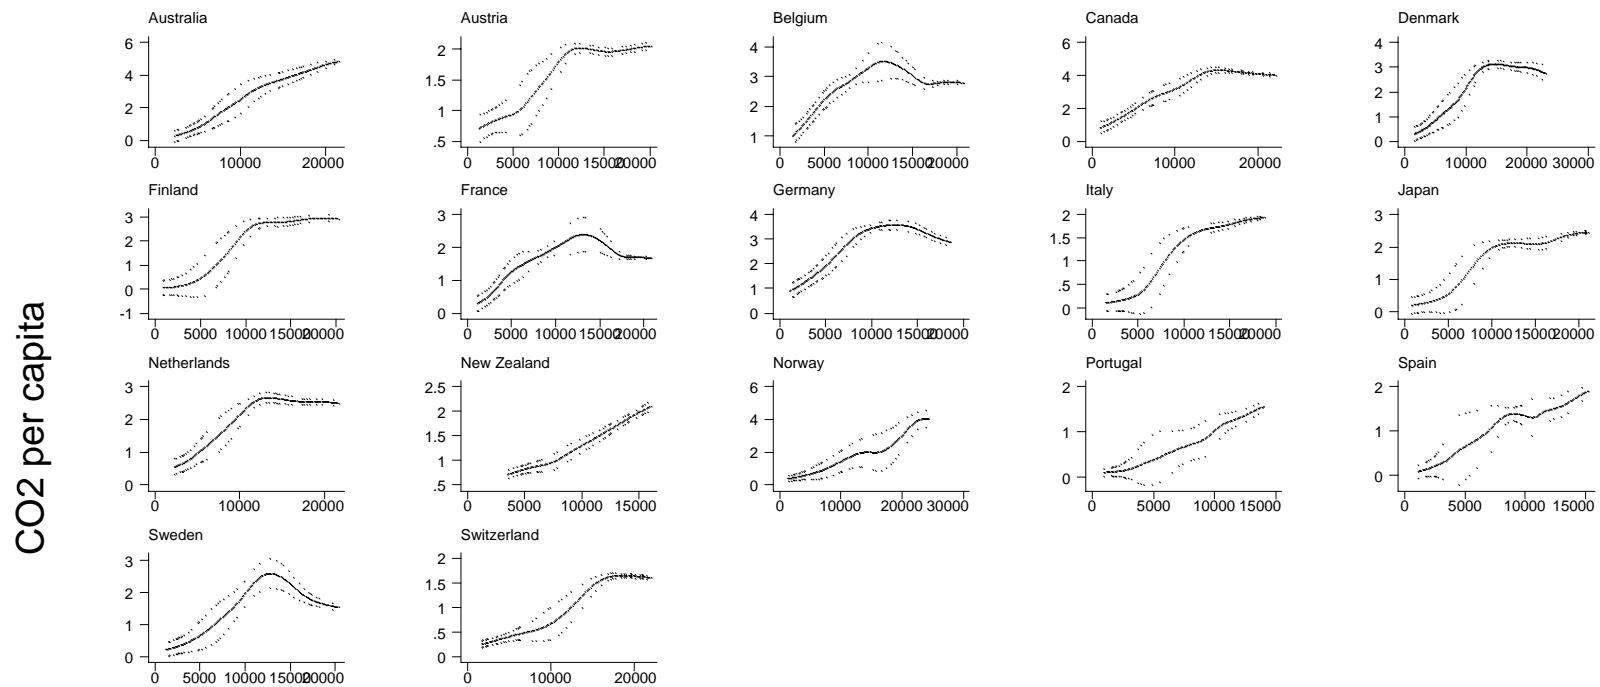 CO2 per capita
Australia
6
4
2
0
0 10000 20000
Austria
2
1.5
1
.5
0 5000 10000 15000 20000
Belgium
4
3
2
1
0 5000 10000 15000 20000
Canada
6
4
2
0
0 10000 20000
Denmark
4
3
2
1
0
0 10000 20000 30000
Finland
3
2
1
0
-1
0 5000 10000 15000 20000
France
3
2
1
0
0 5000 10000 15000 20000
Germany
4
3
2
1
0
0 5000 10000 15000 20000
Italy
2
1.5
1
.5
0
0 5000 10000 15000 20000
Japan
3
2
1
0
0 5000 10000 15000 20000
Netherlands
3
2
1
0
0 10000 20000
New Zealand
2.5
2
1.5
1
.5
0 5000 10000 15000
Norway
6
4
2
0
0 10000 20000 30000
Portugal
2
1
0
0 5000 10000 15000
Spain
2
1
0
0 5000 10000 15000
Sweden
3
2
1
0
0 5000 10000 15000 20000
Switzerland
2
1.5
1
.5
0
0 10000 20000